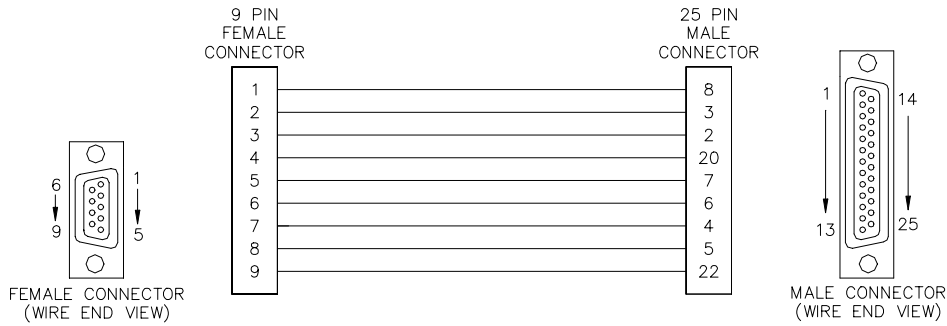 9 PIN
FEMALE
CONNECTOR
25 PIN
MALE
CONNECTOR
1 8
2 3
3 2
4 20
5 7
6 6
7 4
8 5
9 22
6 1
9 5
FEMALE CONNECTOR
(WIRE END VIEW)
1 14
13 25
MALE CONNECTOR
(WIRE END VIEW)